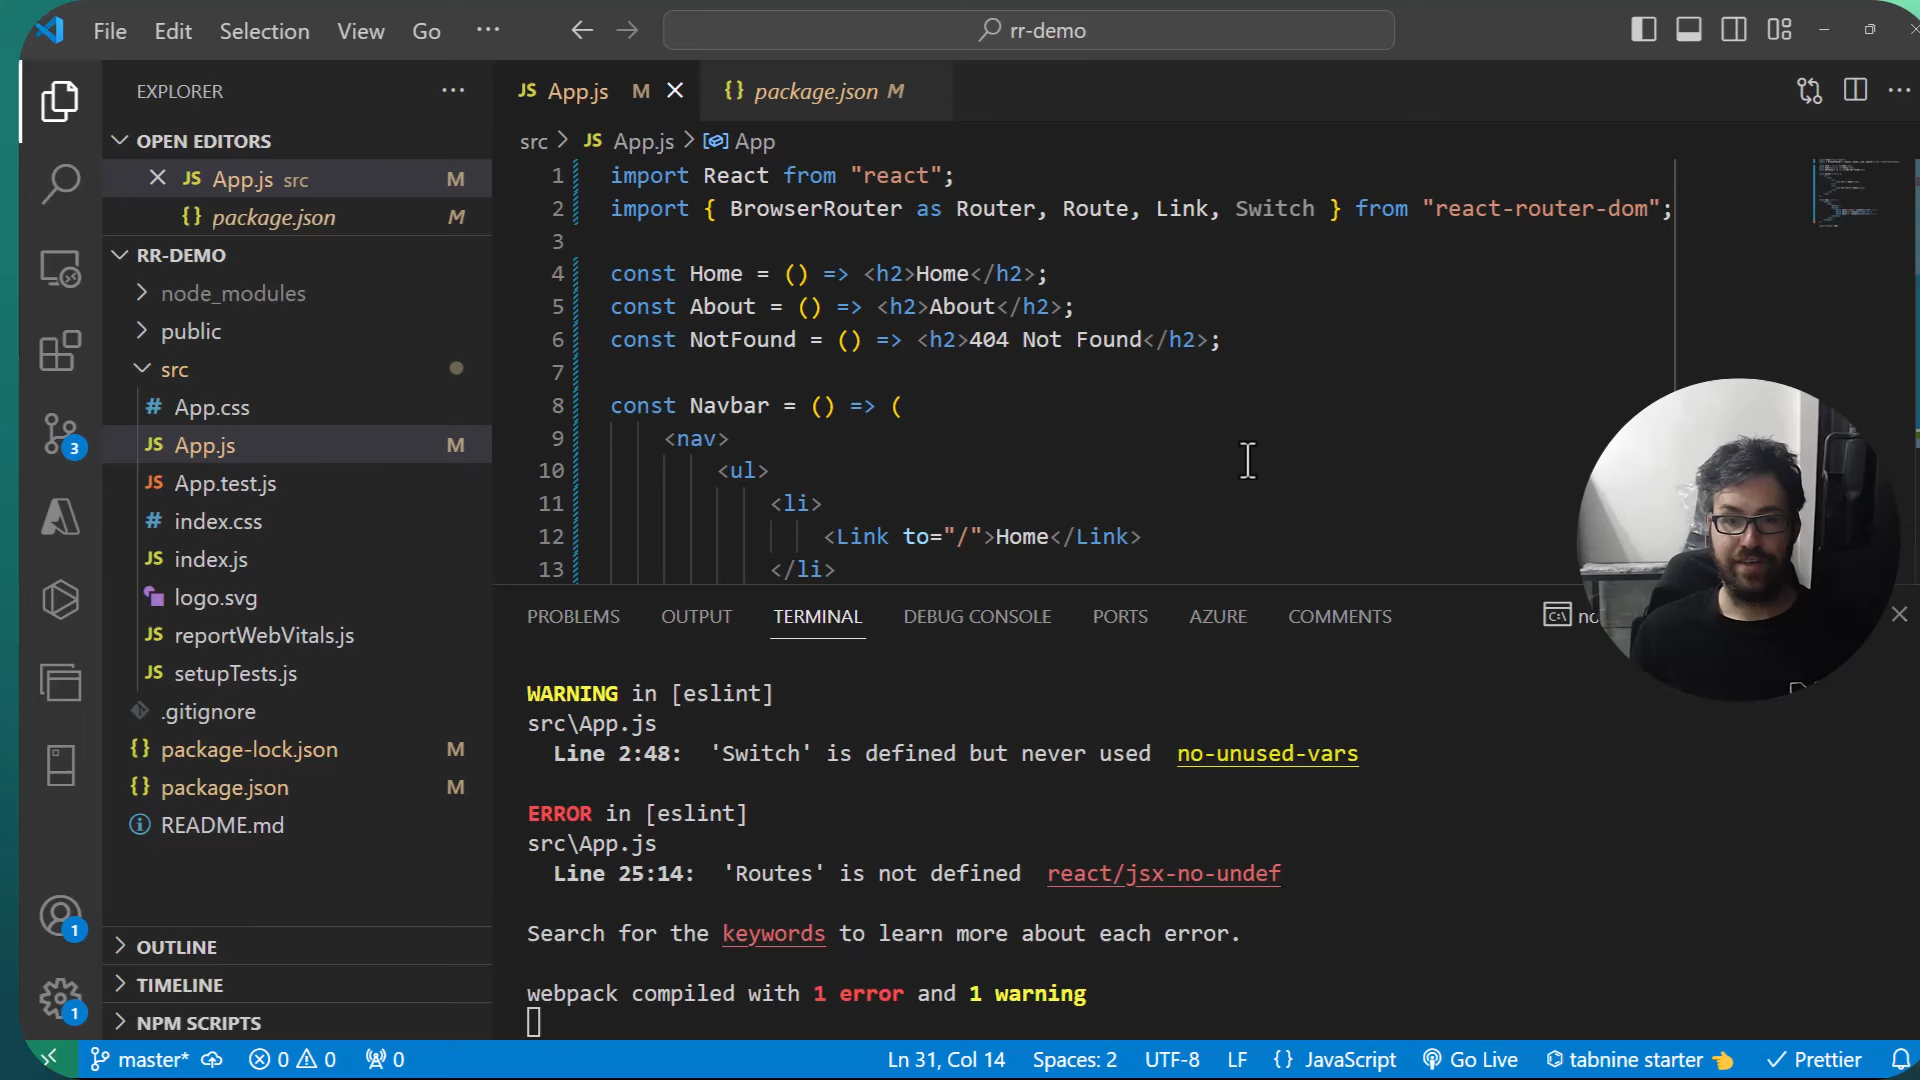 File Edit Selection View Go ···
rr-demo
EXPLORER
OPEN EDITORS
App.js src M
package.json M
RR-DEMO
node_modules
public
src
App.css
App.js M
App.test.js
index.css
index.js
logo.svg
reportWebVitals.js
setupTests.js
.gitignore
package-lock.json M
package.json M
README.md
OUTLINE
TIMELINE
NPM SCRIPTS
3
1
1
JS App.js M
{} package.json M
src > JS App.js > App
1 import React from "react";
2 import { BrowserRouter as Router, Route, Link, Switch } from "react-router-dom";
3
4 const Home = () => <h2>Home</h2>;
5 const About = () => <h2>About</h2>;
6 const NotFound = () => <h2>404 Not Found</h2>;
7
8 const Navbar = () => (
9 <nav>
10 <ul>
11 <li>
12 <Link to="/">Home</Link>
13 </li>
PROBLEMS OUTPUT TERMINAL DEBUG CONSOLE PORTS AZURE COMMENTS
WARNING in [eslint]
src\App.js
Line 2:48: 'Switch' is defined but never used no-unused-vars
ERROR in [eslint]
src\App.js
Line 25:14: 'Routes' is not defined react/jsx-no-undef
Search for the keywords to learn more about each error.
webpack compiled with 1 error and 1 warning
master* 0 0 0 Ln 31, Col 14 Spaces: 2 UTF-8 LF {} JavaScript Go Live tabnine starter Prettier